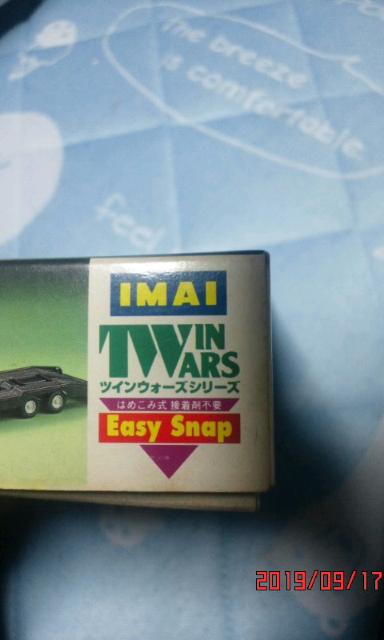 The breeze
is comfortable.
feel
IMAI
TWIN
WARS
ツインウォーズシリーズ
はめこみ式 接着剤不要
Easy Snap
2019/09/17